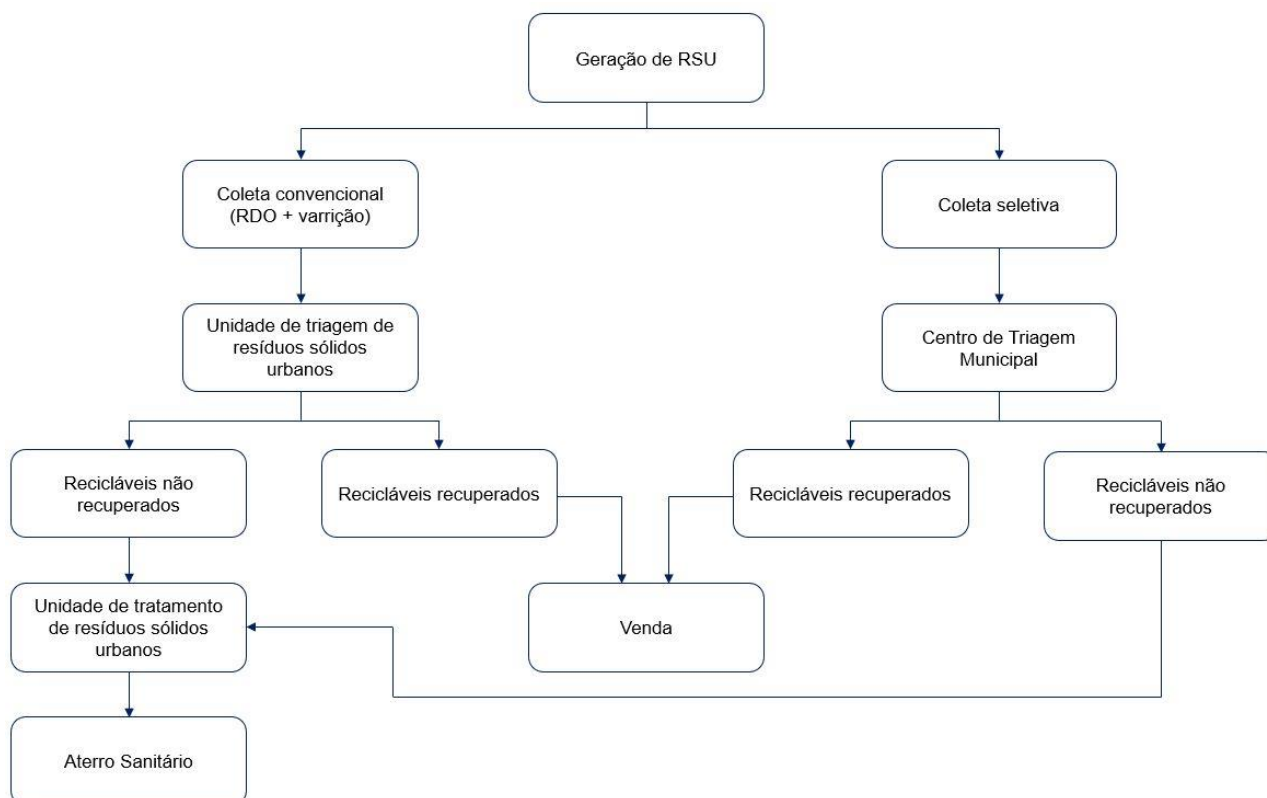 Geração de RSU
Coleta convencional
(RDO + varrição)
Coleta seletiva
Unidade de triagem de
resíduos sólidos
urbanos
Centro de Triagem
Municipal
Recicláveis não
recuperados
Recicláveis recuperados
Recicláveis recuperados
Recicláveis não
recuperados
Unidade de tratamento
de resíduos sólidos
urbanos
Venda
Aterro Sanitário